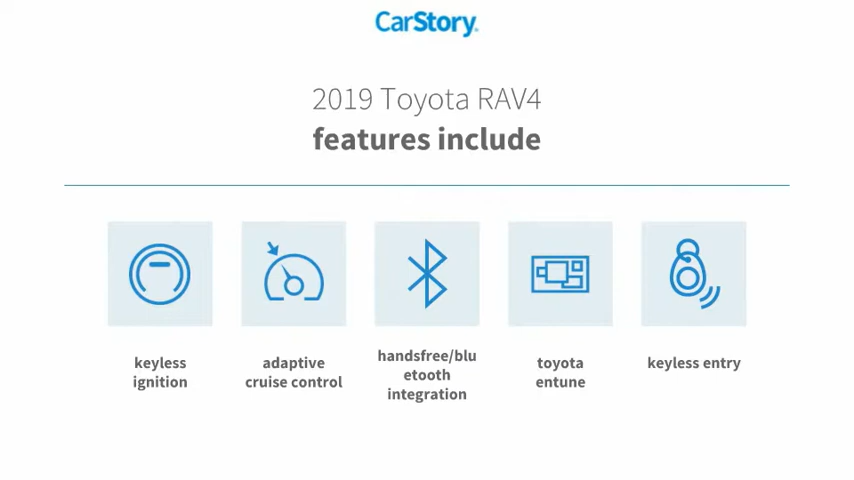 CarStory.
2019 Toyota RAV4
features include
keyless
ignition
adaptive
cruise control
handsfree/blu
etooth
integration
toyota
entune
keyless entry